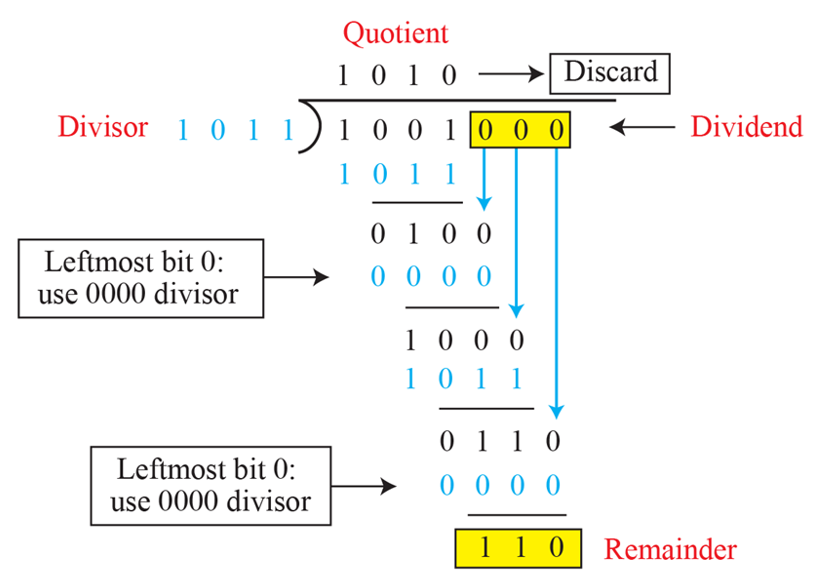 Quotient
1 0 1 0 Discard
Divisor 1 0 1 1 1 0 0 1 0 0 0 Dividend
1 0 1 1
0 1 0 0
Leftmost bit 0:
use 0000 divisor
0 0 0 0
1 0 0 0
1 0 1 1
0 1 1 0
Leftmost bit 0:
use 0000 divisor
0 0 0 0
1 1 0 Remainder